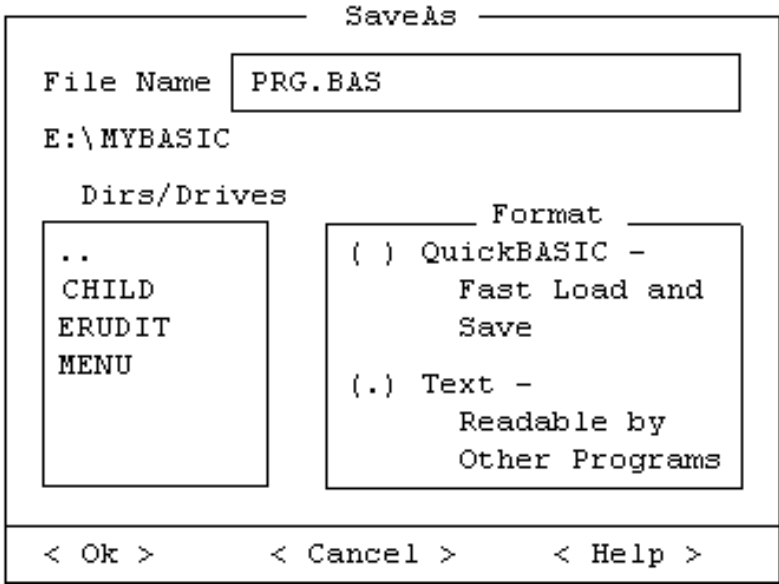 SaveAs
File Name PRG.BAS
E:\MYBASIC
Dirs/Drives
..
CHILD
ERUDIT
MENU
Format
( ) QuickBASIC -
Fast Load and
Save
(.) Text -
Readable by
Other Programs
< Ok > < Cancel > < Help >